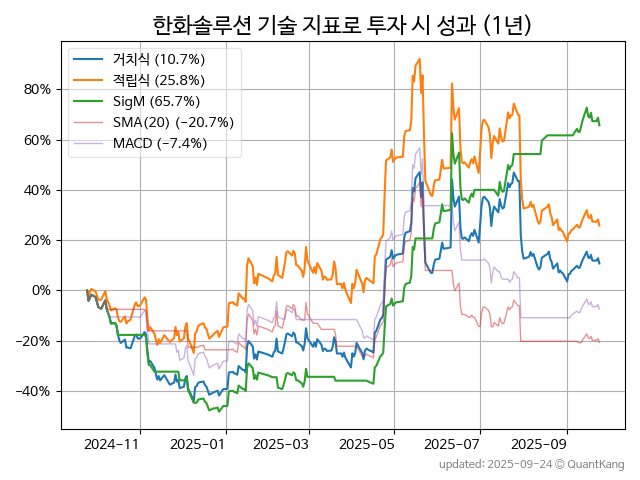 한화솔루션 기술 지표로 투자 시 성과 (1년)
거치식 (10.7%)
적립식 (25.8%)
SigM (65.7%)
SMA(20) (−20.7%)
MACD (−7.4%)
80%
60%
40%
20%
0%
−20%
−40%
2024-11 2025-01 2025-03 2025-05 2025-07 2025-09
updated: 2025-09-24 © QuantKang